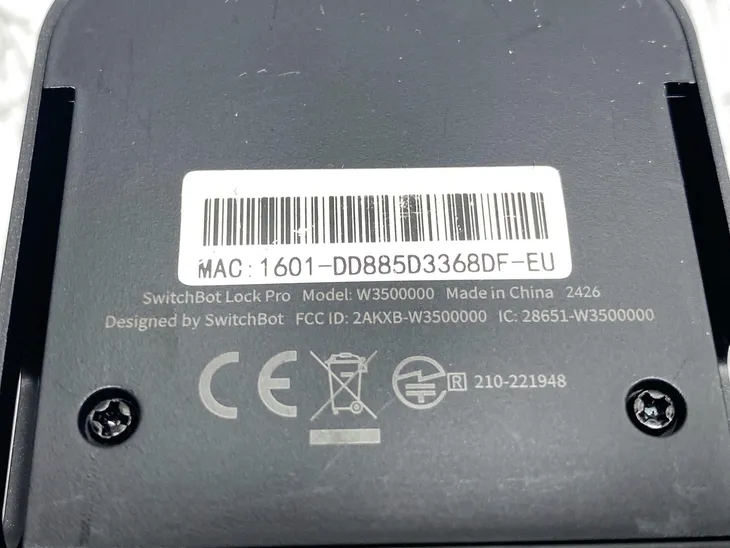 MAC:1601-DD885D3368DF-EU
SwitchBot Lock Pro Model: W3500000 Made in China 2426
Designed by SwitchBot FCC ID: 2AKXB-W3500000 IC: 28651-W3500000
CE R 210-221948